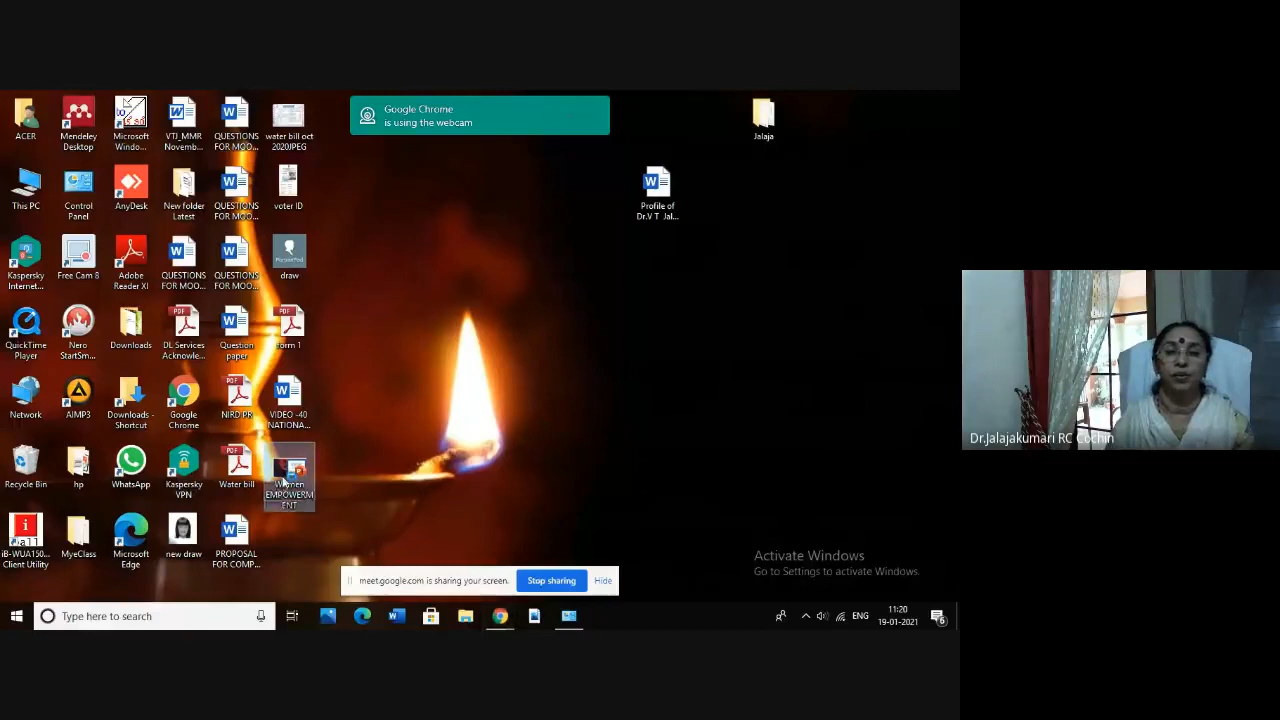 Google Chrome
is using the webcam
ACER
Mendeley
Desktop
Microsoft
Windo...
VTJ_MMR
Novemb...
QUESTIONS
FOR MOO...
water bill oct
2020JPEG
Jalaja
This PC
Control
Panel
AnyDesk
New folder
Latest
QUESTIONS
FOR MOO...
voter ID
Profile of
Dr.V T Jal...
Kaspersky
Internet...
Free Cam 8
Adobe
Reader XI
QUESTIONS
FOR MOO...
QUESTIONS
FOR MOO...
draw
QuickTime
Player
Nero
StartSm...
Downloads
PDF
DL Services
Acknowle...
Question
paper
PDF
form 1
Network
AIMP3
Downloads -
Shortcut
Google
Chrome
PDF
NIRD PR
VIDEO -40
NATIONA...
Recycle Bin
hp
WhatsApp
Kaspersky
VPN
PDF
Water bill
Women
EMPOWERM
ENT
iB-WUA150...
Client Utility
MyeClass
Microsoft
Edge
new draw
PROPOSAL
FOR COMP...
Dr.Jalajakumari RC Cochin
Activate Windows
Go to Settings to activate Windows.
meet.google.com is sharing your screen.
Stop sharing
Hide
Type here to search
ENG
11:20
19-01-2021
6